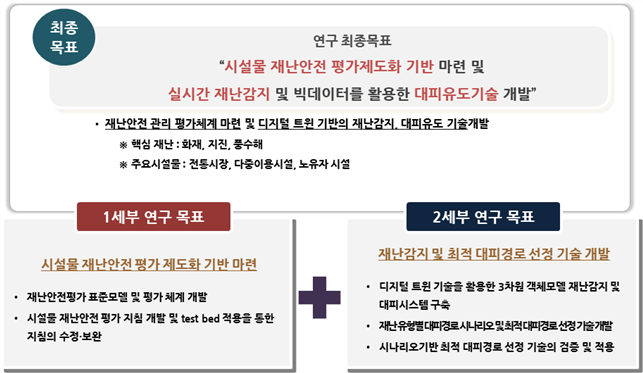 최종
목표
연구 최종목표
“시설물 재난안전 평가제도화 기반 마련 및
실시간 재난감지 및 빅데이터를 활용한 대피유도기술 개발”
• 재난안전 관리 평가체계 마련 및 디지털 트윈 기반의 재난감지, 대피유도 기술개발
※ 핵심 재난 : 화재, 지진, 풍수해
※ 주요시설물 : 전통시장, 다중이용시설, 노유자 시설
1세부 연구 목표
시설물 재난안전 평가 제도화 기반 마련
• 재난안전평가 표준모델 및 평가 체계 개발
• 시설물 재난안전 평가 지침 개발 및 test bed 적용을 통한
지침의 수정·보완
2세부 연구 목표
재난감지 및 최적 대피경로 선정 기술 개발
• 디지털 트윈 기술을 활용한 3차원 객체모델 재난감지 및
대피시스템 구축
• 재난유형별 대피경로 시나리오 및 최적 대피경로 선정 기술 개발
• 시나리오기반 최적 대피경로 선정 기술의 검증 및 적용